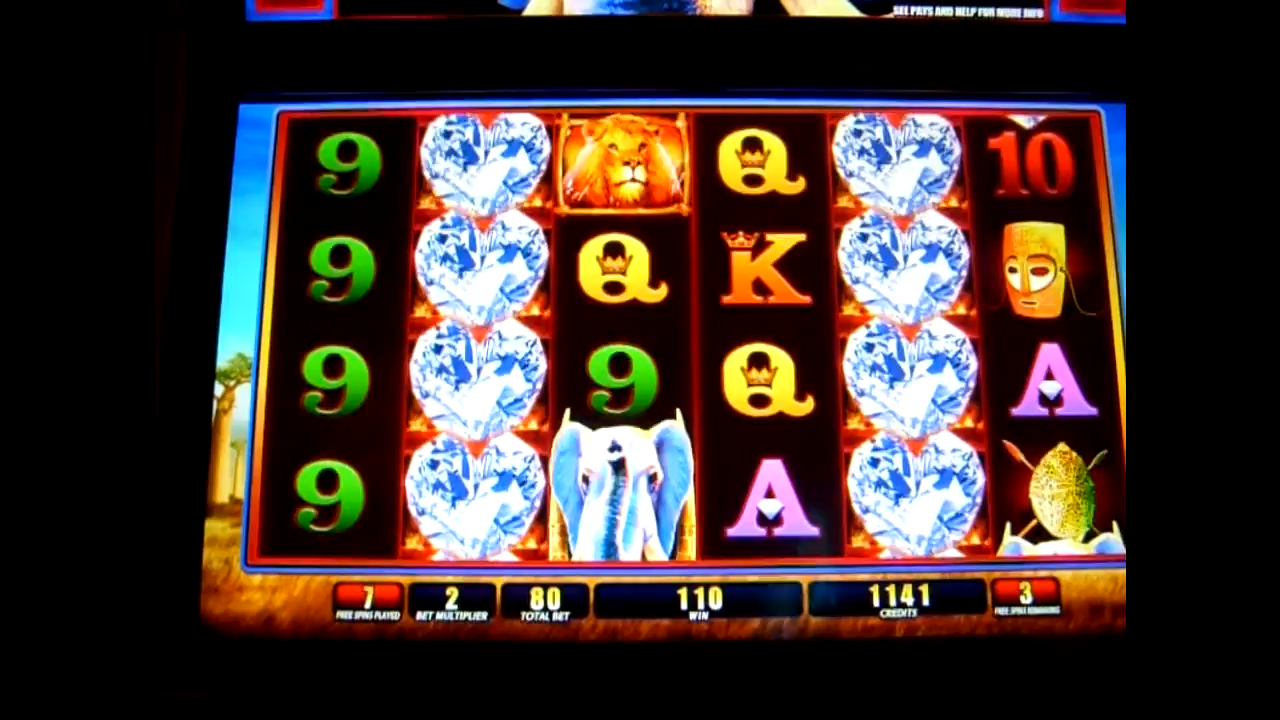 SEE PAYS AND HELP FOR MORE INFO
9 Q 10
9 Q K
9 9 Q A
9 A
7 2 80 110 1141 3
FREE SPINS PLAYED BET MULTIPLIER TOTAL BET WIN CREDITS FREE SPINS REMAINING